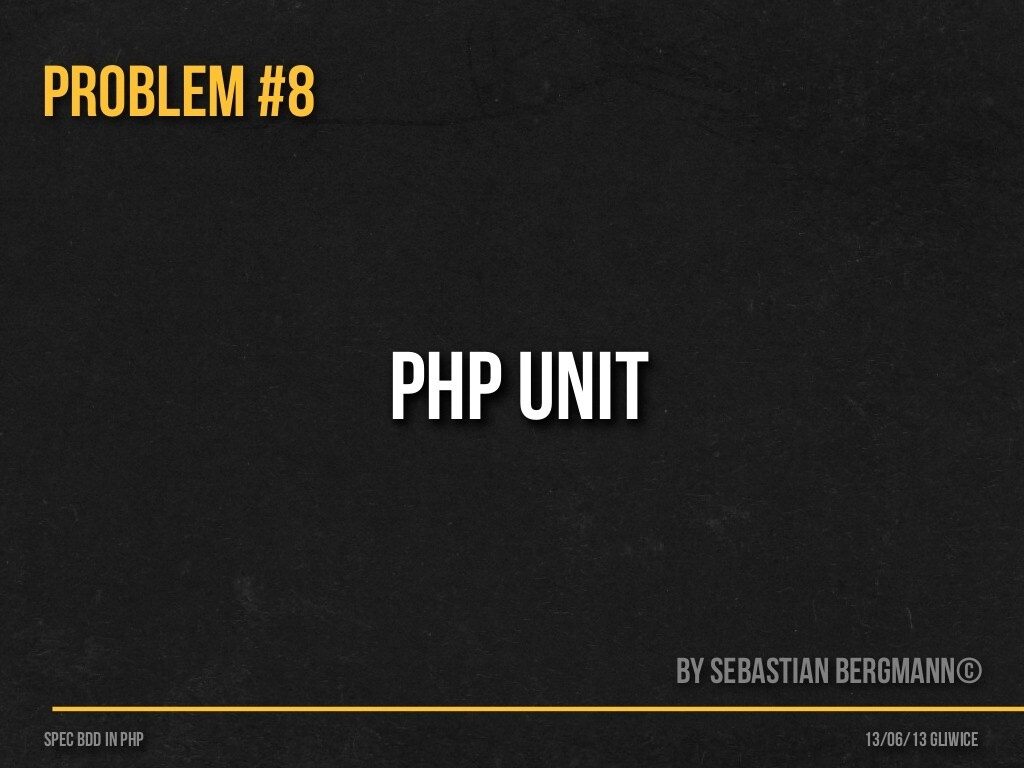 PROBLEM #8
PHP UNIT
BY SEBASTIAN BERGMANN©
SPEC BDD IN PHP
13/06/13 GLIWICE